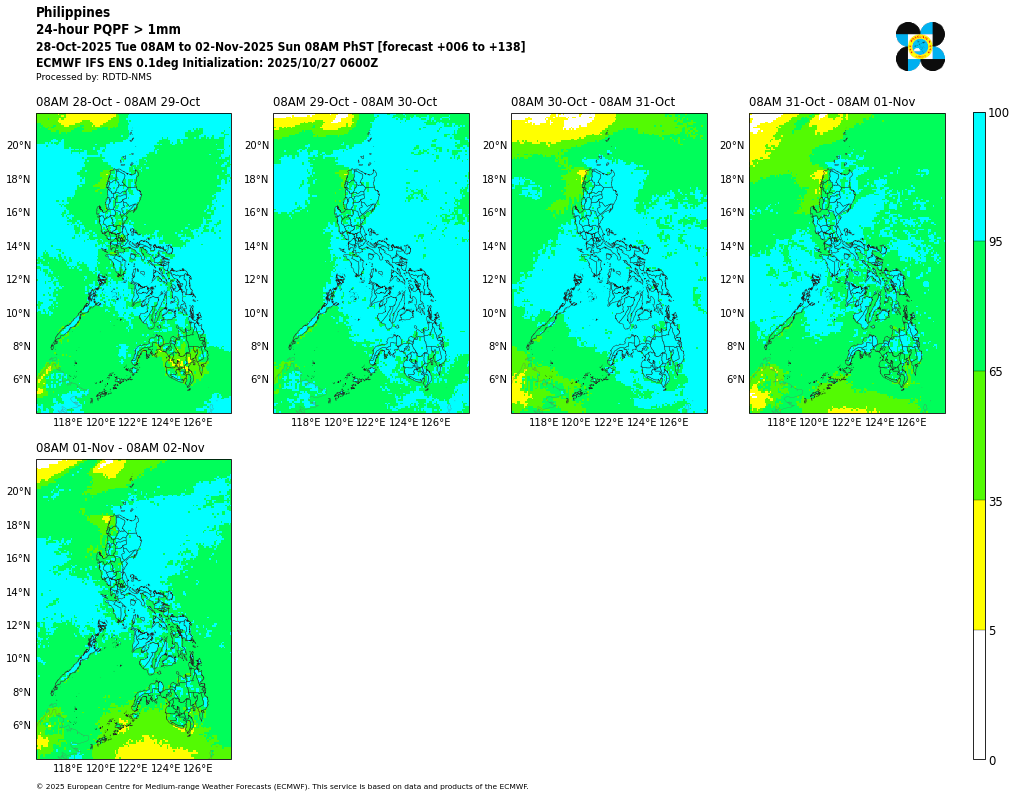 Philippines
24-hour PQPF > 1mm
28-Oct-2025 Tue 08AM to 02-Nov-2025 Sun 08AM PhST [forecast +006 to +138]
ECMWF IFS ENS 0.1deg Initialization: 2025/10/27 0600Z
Processed by: RDTD-NMS
08AM 28-Oct - 08AM 29-Oct
08AM 29-Oct - 08AM 30-Oct
08AM 30-Oct - 08AM 31-Oct
08AM 31-Oct - 08AM 01-Nov
20°N
18°N
16°N
14°N
12°N
10°N
8°N
6°N
118°E 120°E 122°E 124°E 126°E
118°E 120°E 122°E 124°E 126°E
118°E 120°E 122°E 124°E 126°E
118°E 120°E 122°E 124°E 126°E
20°N
18°N
16°N
14°N
12°N
10°N
8°N
6°N
20°N
18°N
16°N
14°N
12°N
10°N
8°N
6°N
20°N
18°N
16°N
14°N
12°N
10°N
8°N
6°N
100
95
65
35
5
0
08AM 01-Nov - 08AM 02-Nov
20°N
18°N
16°N
14°N
12°N
10°N
8°N
6°N
118°E 120°E 122°E 124°E 126°E
© 2025 European Centre for Medium-range Weather Forecasts (ECMWF). This service is based on data and products of the ECMWF.